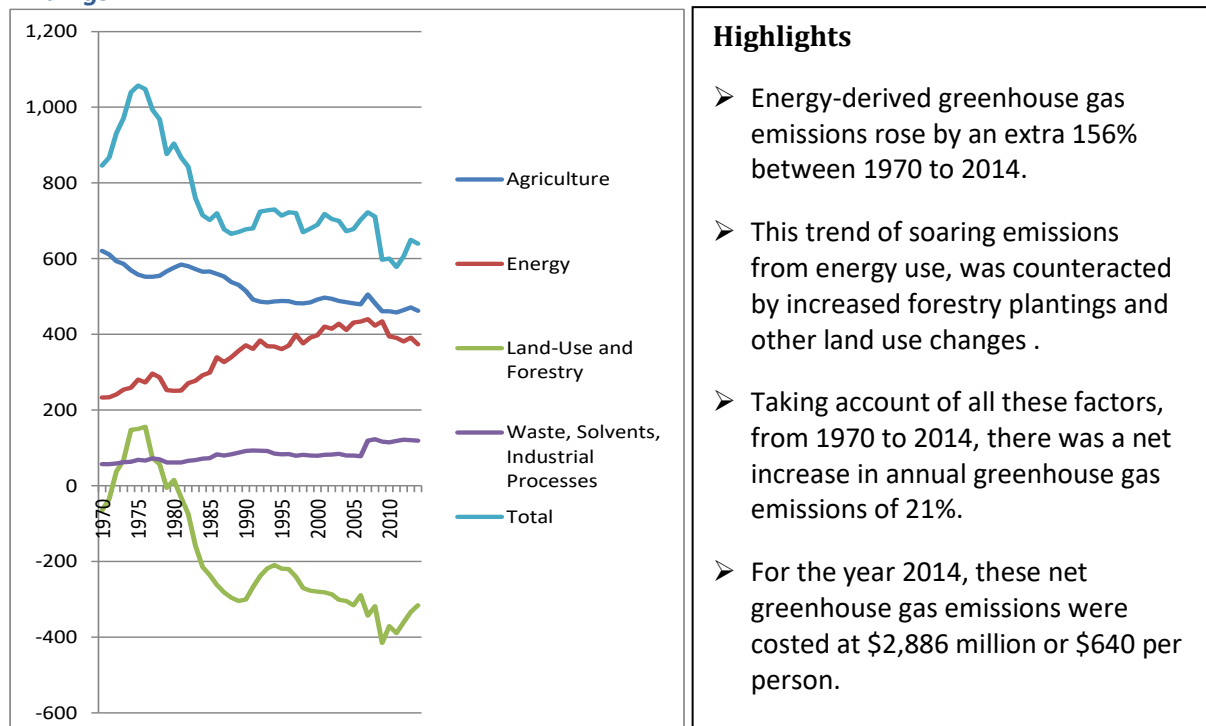 1,200
1,000
800
600
400
200
0
-200
-400
-600
1970
1975
1980
1985
1990
1995
2000
2005
2010
Agriculture
Energy
Land-Use and
Forestry
Waste, Solvents,
Industrial
Processes
Total
Highlights
➢ Energy-derived greenhouse gas
emissions rose by an extra 156%
between 1970 to 2014.
➢ This trend of soaring emissions
from energy use, was counteracted
by increased forestry plantings and
other land use changes .
➢ Taking account of all these factors,
from 1970 to 2014, there was a net
increase in annual greenhouse gas
emissions of 21%.
➢ For the year 2014, these net
greenhouse gas emissions were
costed at $2,886 million or $640 per
person.